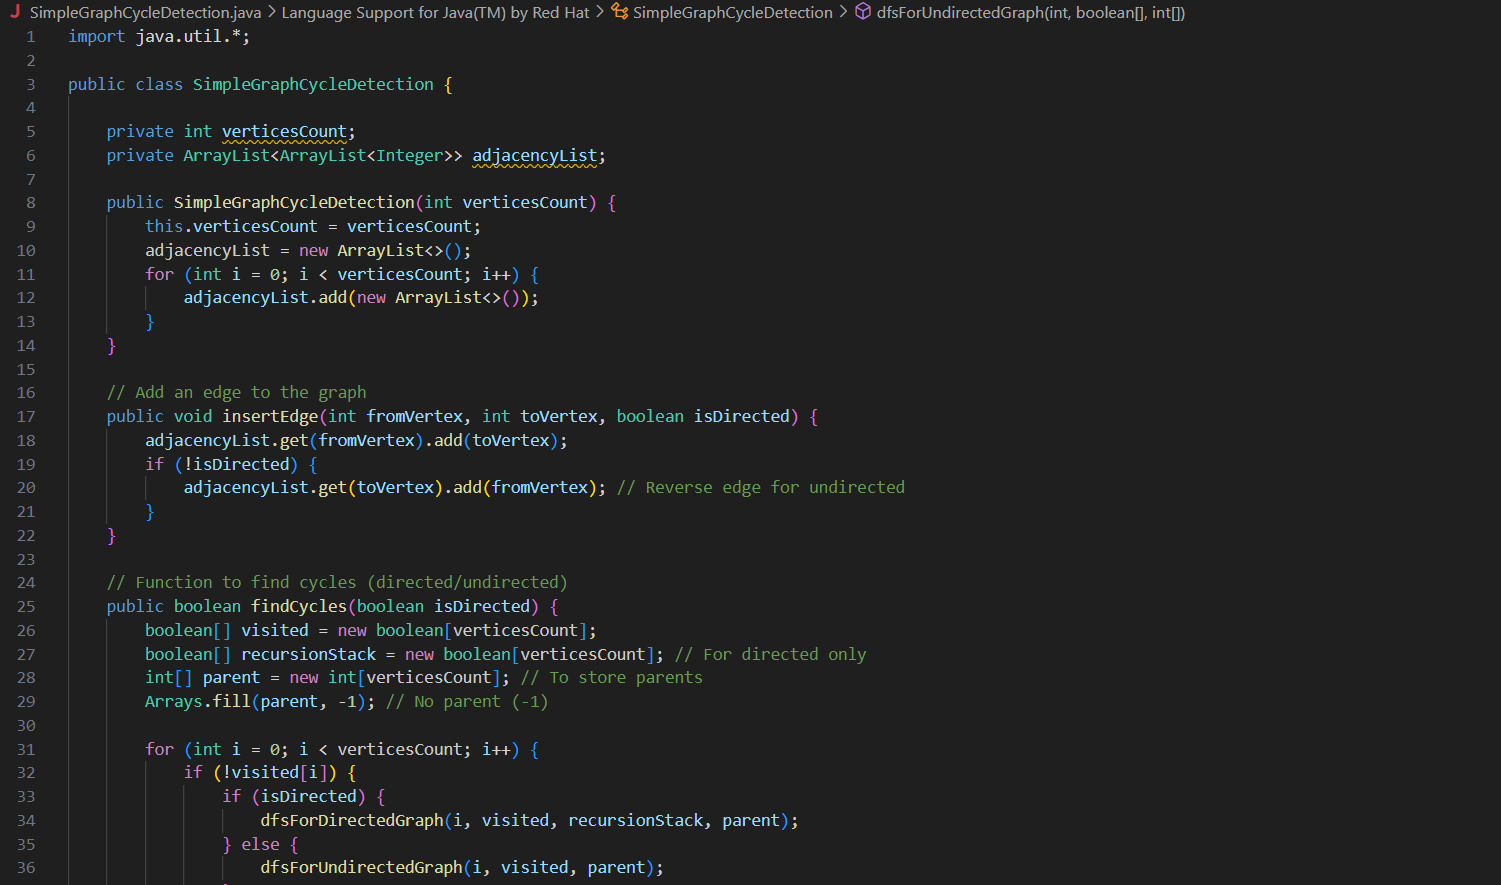 SimpleGraphCycleDetection.java > Language Support for Java(TM) by Red Hat > SimpleGraphCycleDetection > dfsForUndirectedGraph(int, boolean[], int[])
1 import java.util.*;
2
3 public class SimpleGraphCycleDetection {
4
5     private int verticesCount;
6     private ArrayList<ArrayList<Integer>> adjacencyList;
7
8     public SimpleGraphCycleDetection(int verticesCount) {
9         this.verticesCount = verticesCount;
10         adjacencyList = new ArrayList<>();
11         for (int i = 0; i < verticesCount; i++) {
12             adjacencyList.add(new ArrayList<>());
13         }
14     }
15
16     // Add an edge to the graph
17     public void insertEdge(int fromVertex, int toVertex, boolean isDirected) {
18         adjacencyList.get(fromVertex).add(toVertex);
19         if (!isDirected) {
20             adjacencyList.get(toVertex).add(fromVertex); // Reverse edge for undirected
21         }
22     }
23
24     // Function to find cycles (directed/undirected)
25     public boolean findCycles(boolean isDirected) {
26         boolean[] visited = new boolean[verticesCount];
27         boolean[] recursionStack = new boolean[verticesCount]; // For directed only
28         int[] parent = new int[verticesCount]; // To store parents
29         Arrays.fill(parent, -1); // No parent (-1)
30
31         for (int i = 0; i < verticesCount; i++) {
32             if (!visited[i]) {
33                 if (isDirected) {
34                     dfsForDirectedGraph(i, visited, recursionStack, parent);
35                 } else {
36                     dfsForUndirectedGraph(i, visited, parent);